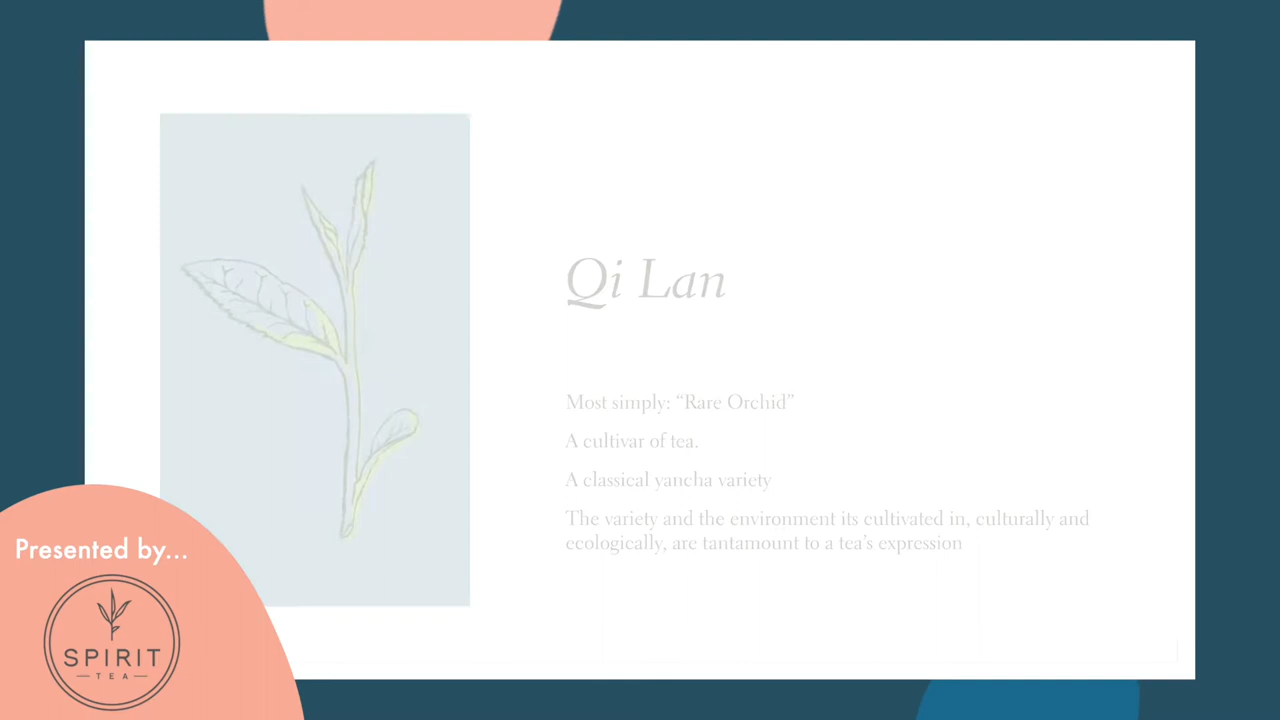 Qi Lan
Most simply: “Rare Orchid”
A cultivar of tea.
A classical yancha variety
The variety and the environment its cultivated in, culturally and
ecologically, are tantamount to a tea’s expression
Presented by...
SPIRIT
TEA